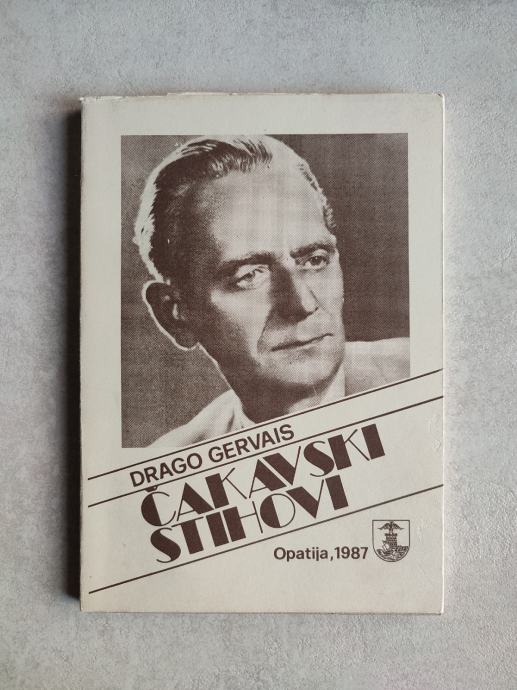 DRAGO GERVAIS
ČAKAVSKI
STIHOVI
Opatija, 1987